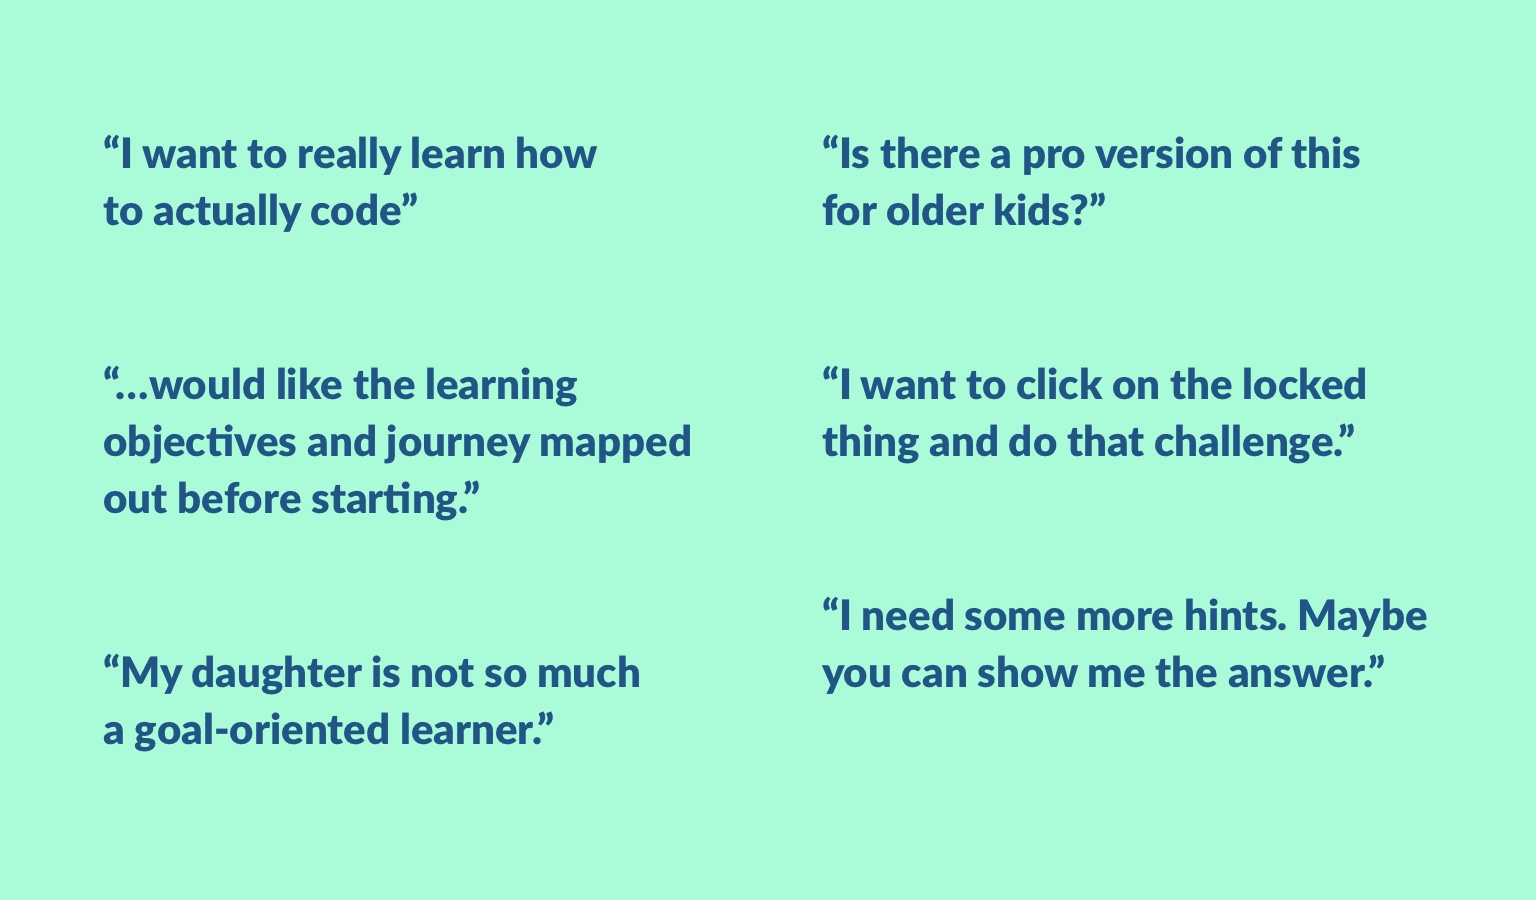 “I want to really learn how
to actually code”
“...would like the learning
objectives and journey mapped
out before starting.”
“My daughter is not so much
a goal-oriented learner.”
“Is there a pro version of this
for older kids?”
“I want to click on the locked
thing and do that challenge.”
“I need some more hints. Maybe
you can show me the answer.”